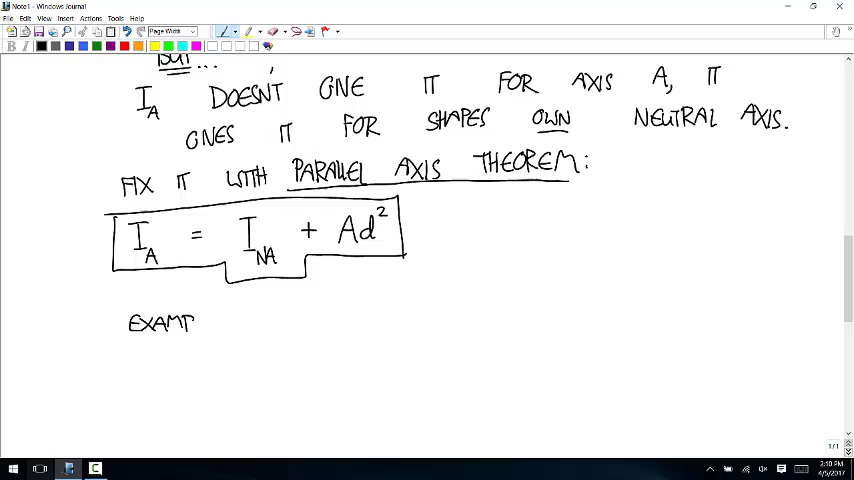 Note1 - Windows Journal
File Edit View Insert Actions Tools Help
Page Width
B I
BUT...
I_A DOESN'T GIVE IT FOR AXIS A, IT
GIVES IT FOR SHAPES OWN NEUTRAL AXIS.
FIX IT WITH PARALLEL AXIS THEOREM:
I_A = I_NA + Ad²
EXAMP
1/1
2:10 PM
4/5/2017